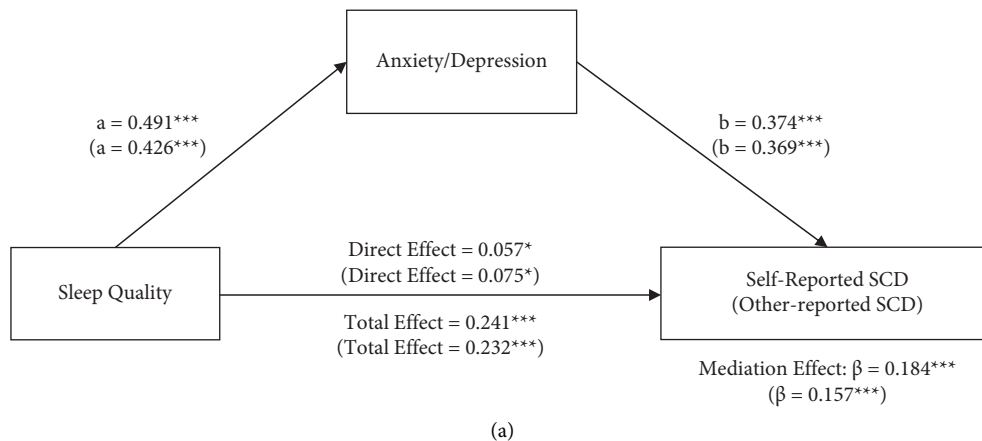 Anxiety/Depression
a = 0.491***
(a = 0.426***)
b = 0.374***
(b = 0.369***)
Sleep Quality
Direct Effect = 0.057*
(Direct Effect = 0.075*)
Total Effect = 0.241***
(Total Effect = 0.232***)
Self-Reported SCD
(Other-reported SCD)
Mediation Effect: β = 0.184***
(β = 0.157***)
(a)